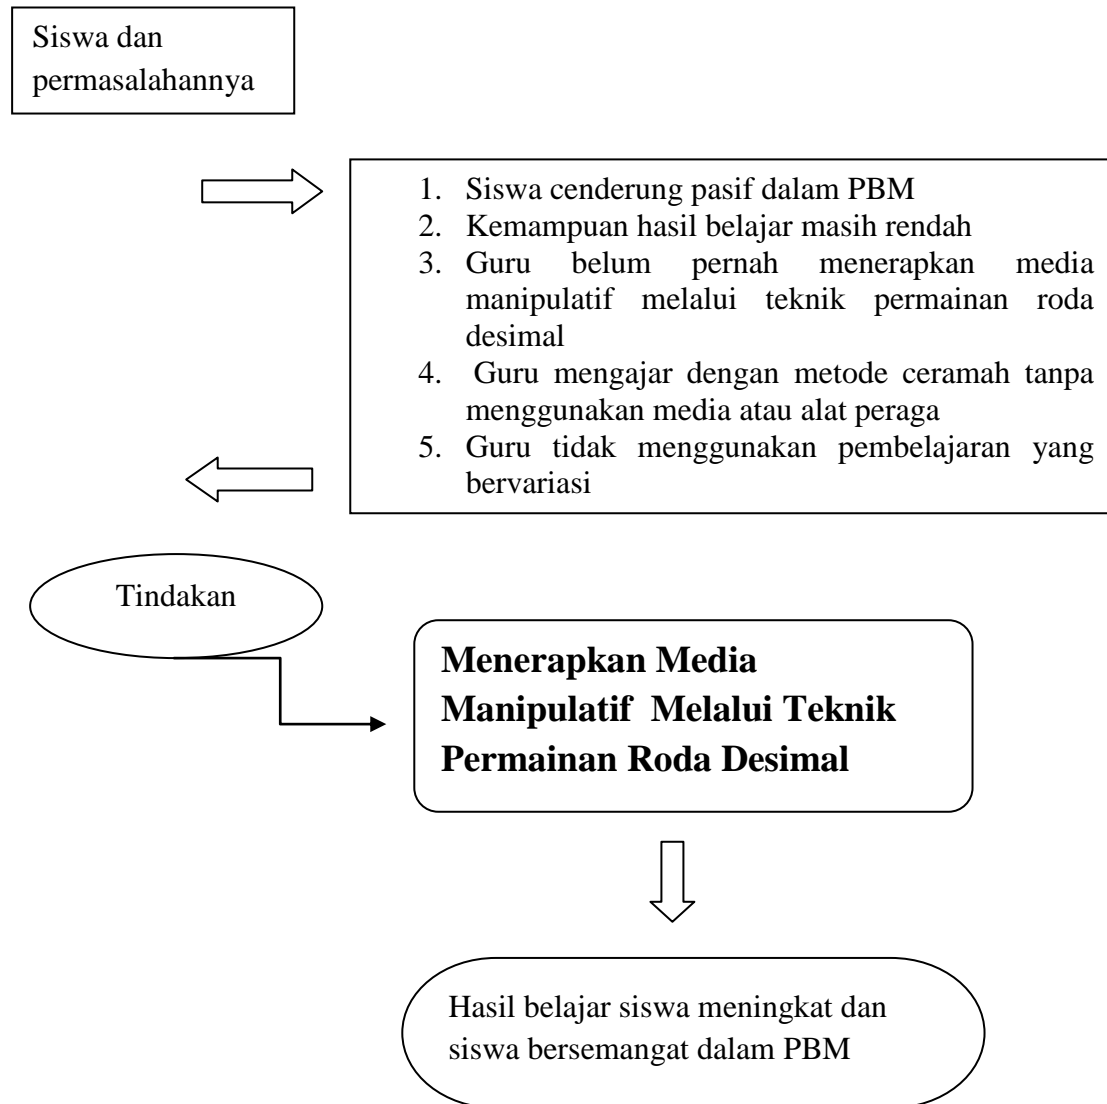 Siswa dan
permasalahannya
1. Siswa cenderung pasif dalam PBM
2. Kemampuan hasil belajar masih rendah
3. Guru belum pernah menerapkan media
manipulatif melalui teknik permainan roda
desimal
4. Guru mengajar dengan metode ceramah tanpa
menggunakan media atau alat peraga
5. Guru tidak menggunakan pembelajaran yang
bervariasi
Tindakan
Menerapkan Media
Manipulatif Melalui Teknik
Permainan Roda Desimal
Hasil belajar siswa meningkat dan
siswa bersemangat dalam PBM